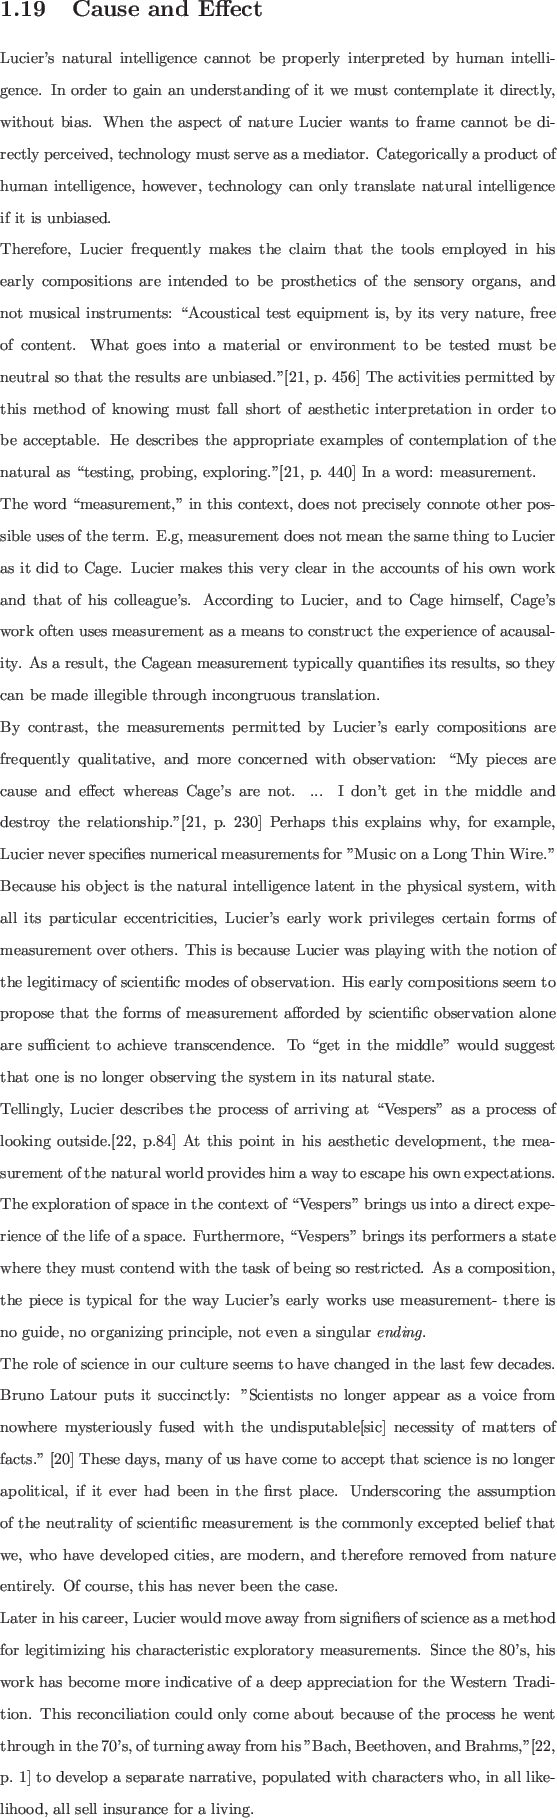 1.19 Cause and Effect
Lucier's natural intelligence cannot be properly interpreted by human intelli-
gence. In order to gain an understanding of it we must contemplate it directly,
without bias. When the aspect of nature Lucier wants to frame cannot be di-
rectly perceived, technology must serve as a mediator. Categorically a product of
human intelligence, however, technology can only translate natural intelligence
if it is unbiased.
Therefore, Lucier frequently makes the claim that the tools employed in his
early compositions are intended to be prosthetics of the sensory organs, and
not musical instruments: “Acoustical test equipment is, by its very nature, free
of content. What goes into a material or environment to be tested must be
neutral so that the results are unbiased.”[21, p. 456] The activities permitted by
this method of knowing must fall short of aesthetic interpretation in order to
be acceptable. He describes the appropriate examples of contemplation of the
natural as “testing, probing, exploring.”[21, p. 440] In a word: measurement.
The word “measurement,” in this context, does not precisely connote other pos-
sible uses of the term. E.g, measurement does not mean the same thing to Lucier
as it did to Cage. Lucier makes this very clear in the accounts of his own work
and that of his colleague's. According to Lucier, and to Cage himself, Cage's
work often uses measurement as a means to construct the experience of acausal-
ity. As a result, the Cagean measurement typically quantifies its results, so they
can be made illegible through incongruous translation.
By contrast, the measurements permitted by Lucier's early compositions are
frequently qualitative, and more concerned with observation: “My pieces are
cause and effect whereas Cage's are not. ... I don't get in the middle and
destroy the relationship.”[21, p. 230] Perhaps this explains why, for example,
Lucier never specifies numerical measurements for ”Music on a Long Thin Wire.”
Because his object is the natural intelligence latent in the physical system, with
all its particular eccentricities, Lucier's early work privileges certain forms of
measurement over others. This is because Lucier was playing with the notion of
the legitimacy of scientific modes of observation. His early compositions seem to
propose that the forms of measurement afforded by scientific observation alone
are sufficient to achieve transcendence. To “get in the middle” would suggest
that one is no longer observing the system in its natural state.
Tellingly, Lucier describes the process of arriving at “Vespers” as a process of
looking outside.[22, p.84] At this point in his aesthetic development, the mea-
surement of the natural world provides him a way to escape his own expectations.
The exploration of space in the context of “Vespers” brings us into a direct expe-
rience of the life of a space. Furthermore, “Vespers” brings its performers a state
where they must contend with the task of being so restricted. As a composition,
the piece is typical for the way Lucier's early works use measurement- there is
no guide, no organizing principle, not even a singular ending.
The role of science in our culture seems to have changed in the last few decades.
Bruno Latour puts it succinctly: ”Scientists no longer appear as a voice from
nowhere mysteriously fused with the undisputable[sic] necessity of matters of
facts.” [20] These days, many of us have come to accept that science is no longer
apolitical, if it ever had been in the first place. Underscoring the assumption
of the neutrality of scientific measurement is the commonly excepted belief that
we, who have developed cities, are modern, and therefore removed from nature
entirely. Of course, this has never been the case.
Later in his career, Lucier would move away from signifiers of science as a method
for legitimizing his characteristic exploratory measurements. Since the 80's, his
work has become more indicative of a deep appreciation for the Western Tradi-
tion. This reconciliation could only come about because of the process he went
through in the 70's, of turning away from his ”Bach, Beethoven, and Brahms,”[22,
p. 1] to develop a separate narrative, populated with characters who, in all like-
lihood, all sell insurance for a living.